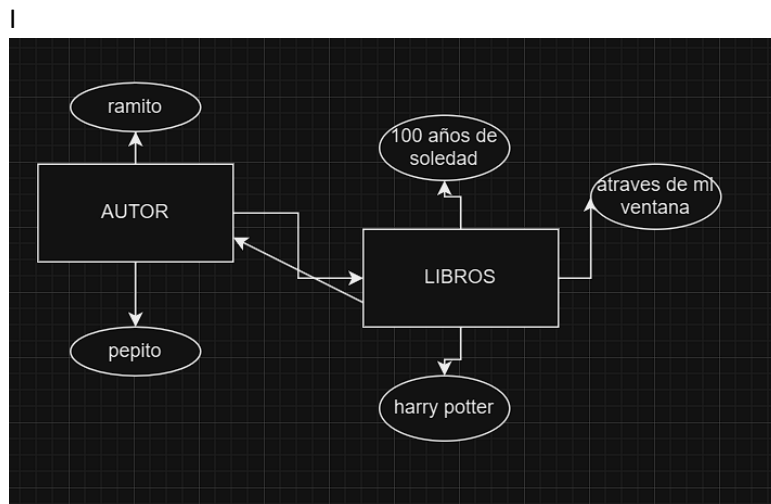 I
ramito
AUTOR
pepito
100 años de
soledad
LIBROS
atraves de mi
ventana
harry potter